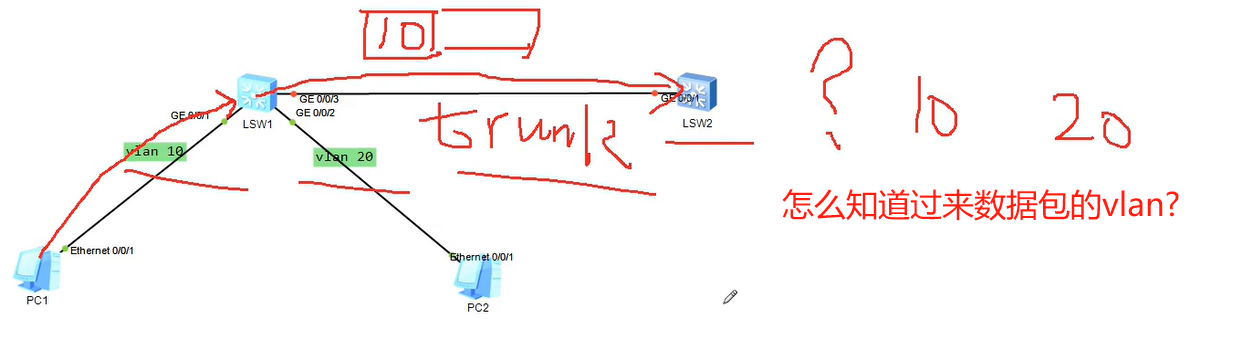 10
GE 0/0/3
GE 0/0/1
GE 0/0/1
GE 0/0/2
LSW1
LSW2
trunk
?
10
20
vlan 10
vlan 20
怎么知道过来数据包的vlan?
Ethernet 0/0/1
Ethernet 0/0/1
PC1
PC2